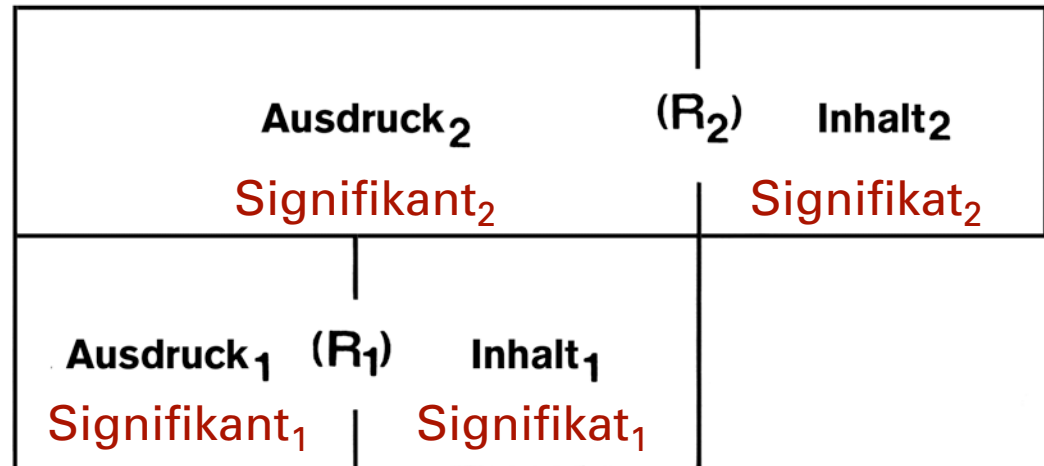 Ausdruck₂ (R₂) Inhalt₂
Signifikant₂ Signifikat₂
Ausdruck₁ (R₁) Inhalt₁
Signifikant₁ Signifikat₁